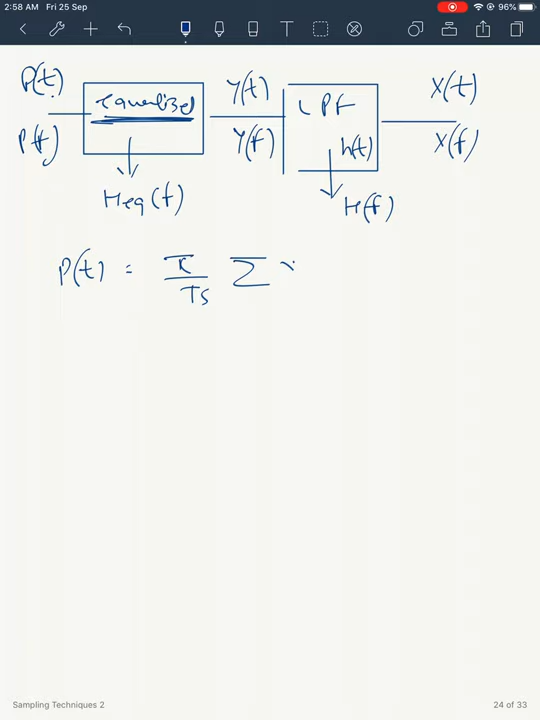 2:58 AM Fri 25 Sep 96%
P(t) Y(t) X(t)
equalizer LPF
P(f) Y(f) h(t) X(f)
Heq(f) H(f)
P(t) = τ/Ts Σ
Sampling Techniques 2 24 of 33